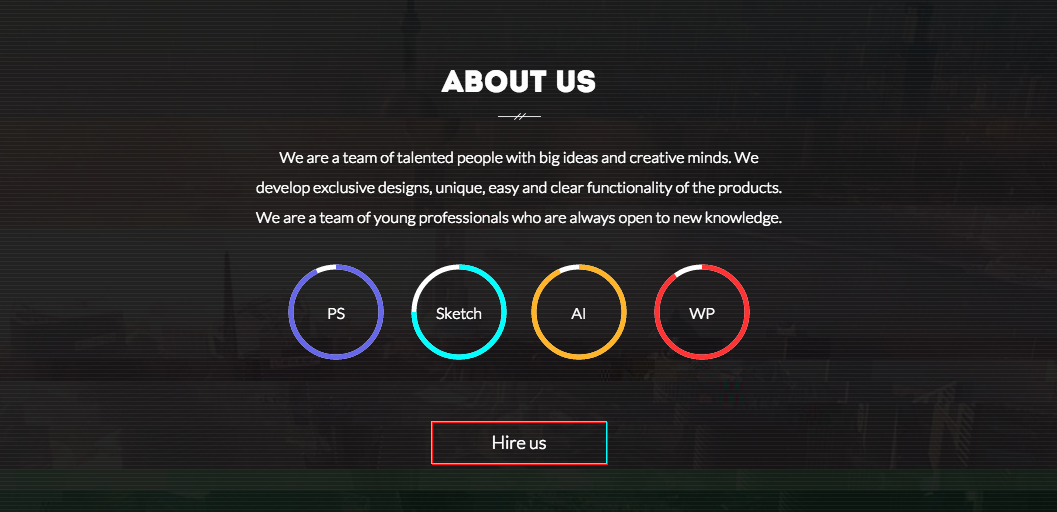 ABOUT US
We are a team of talented people with big ideas and creative minds. We
develop exclusive designs, unique, easy and clear functionality of the products.
We are a team of young professionals who are always open to new knowledge.
PS
Sketch
AI
WP
Hire us